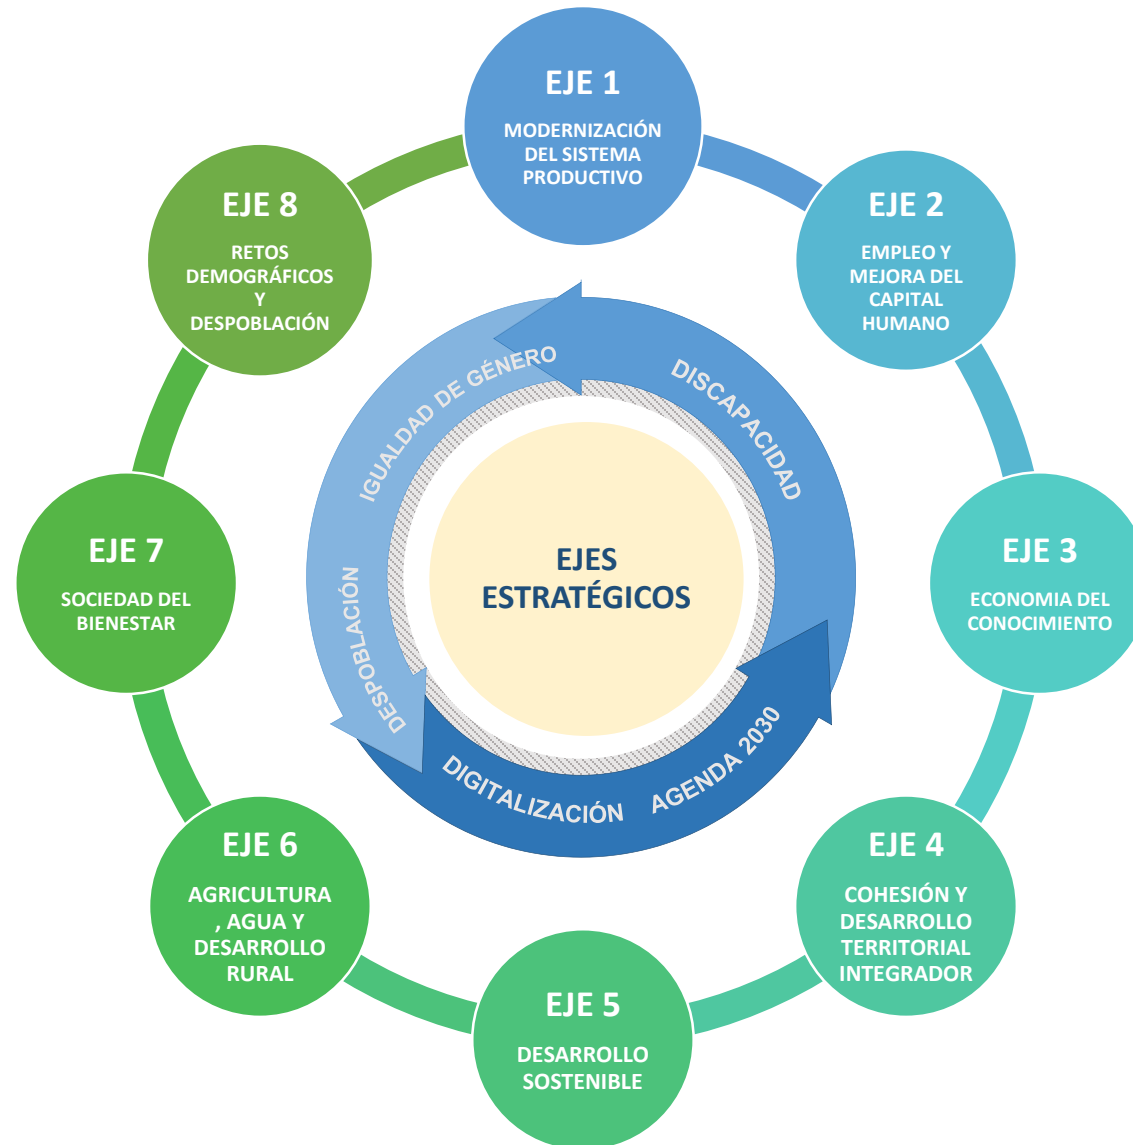 EJE 1
MODERNIZACIÓN
DEL SISTEMA
PRODUCTIVO
EJE 2
EMPLEO Y
MEJORA DEL
CAPITAL
HUMANO
EJE 3
ECONOMIA DEL
CONOCIMIENTO
EJE 4
COHESIÓN Y
DESARROLLO
TERRITORIAL
INTEGRADOR
EJE 5
DESARROLLO
SOSTENIBLE
EJE 6
AGRICULTURA
, AGUA Y
DESARROLLO
RURAL
EJE 7
SOCIEDAD DEL
BIENESTAR
EJE 8
RETOS
DEMOGRÁFICOS
Y
DESPOBLACIÓN
IGUALDAD DE GÉNERO
DISCAPACIDAD
DESPOBLACIÓN
DIGITALIZACIÓN
AGENDA 2030
EJES
ESTRATÉGICOS